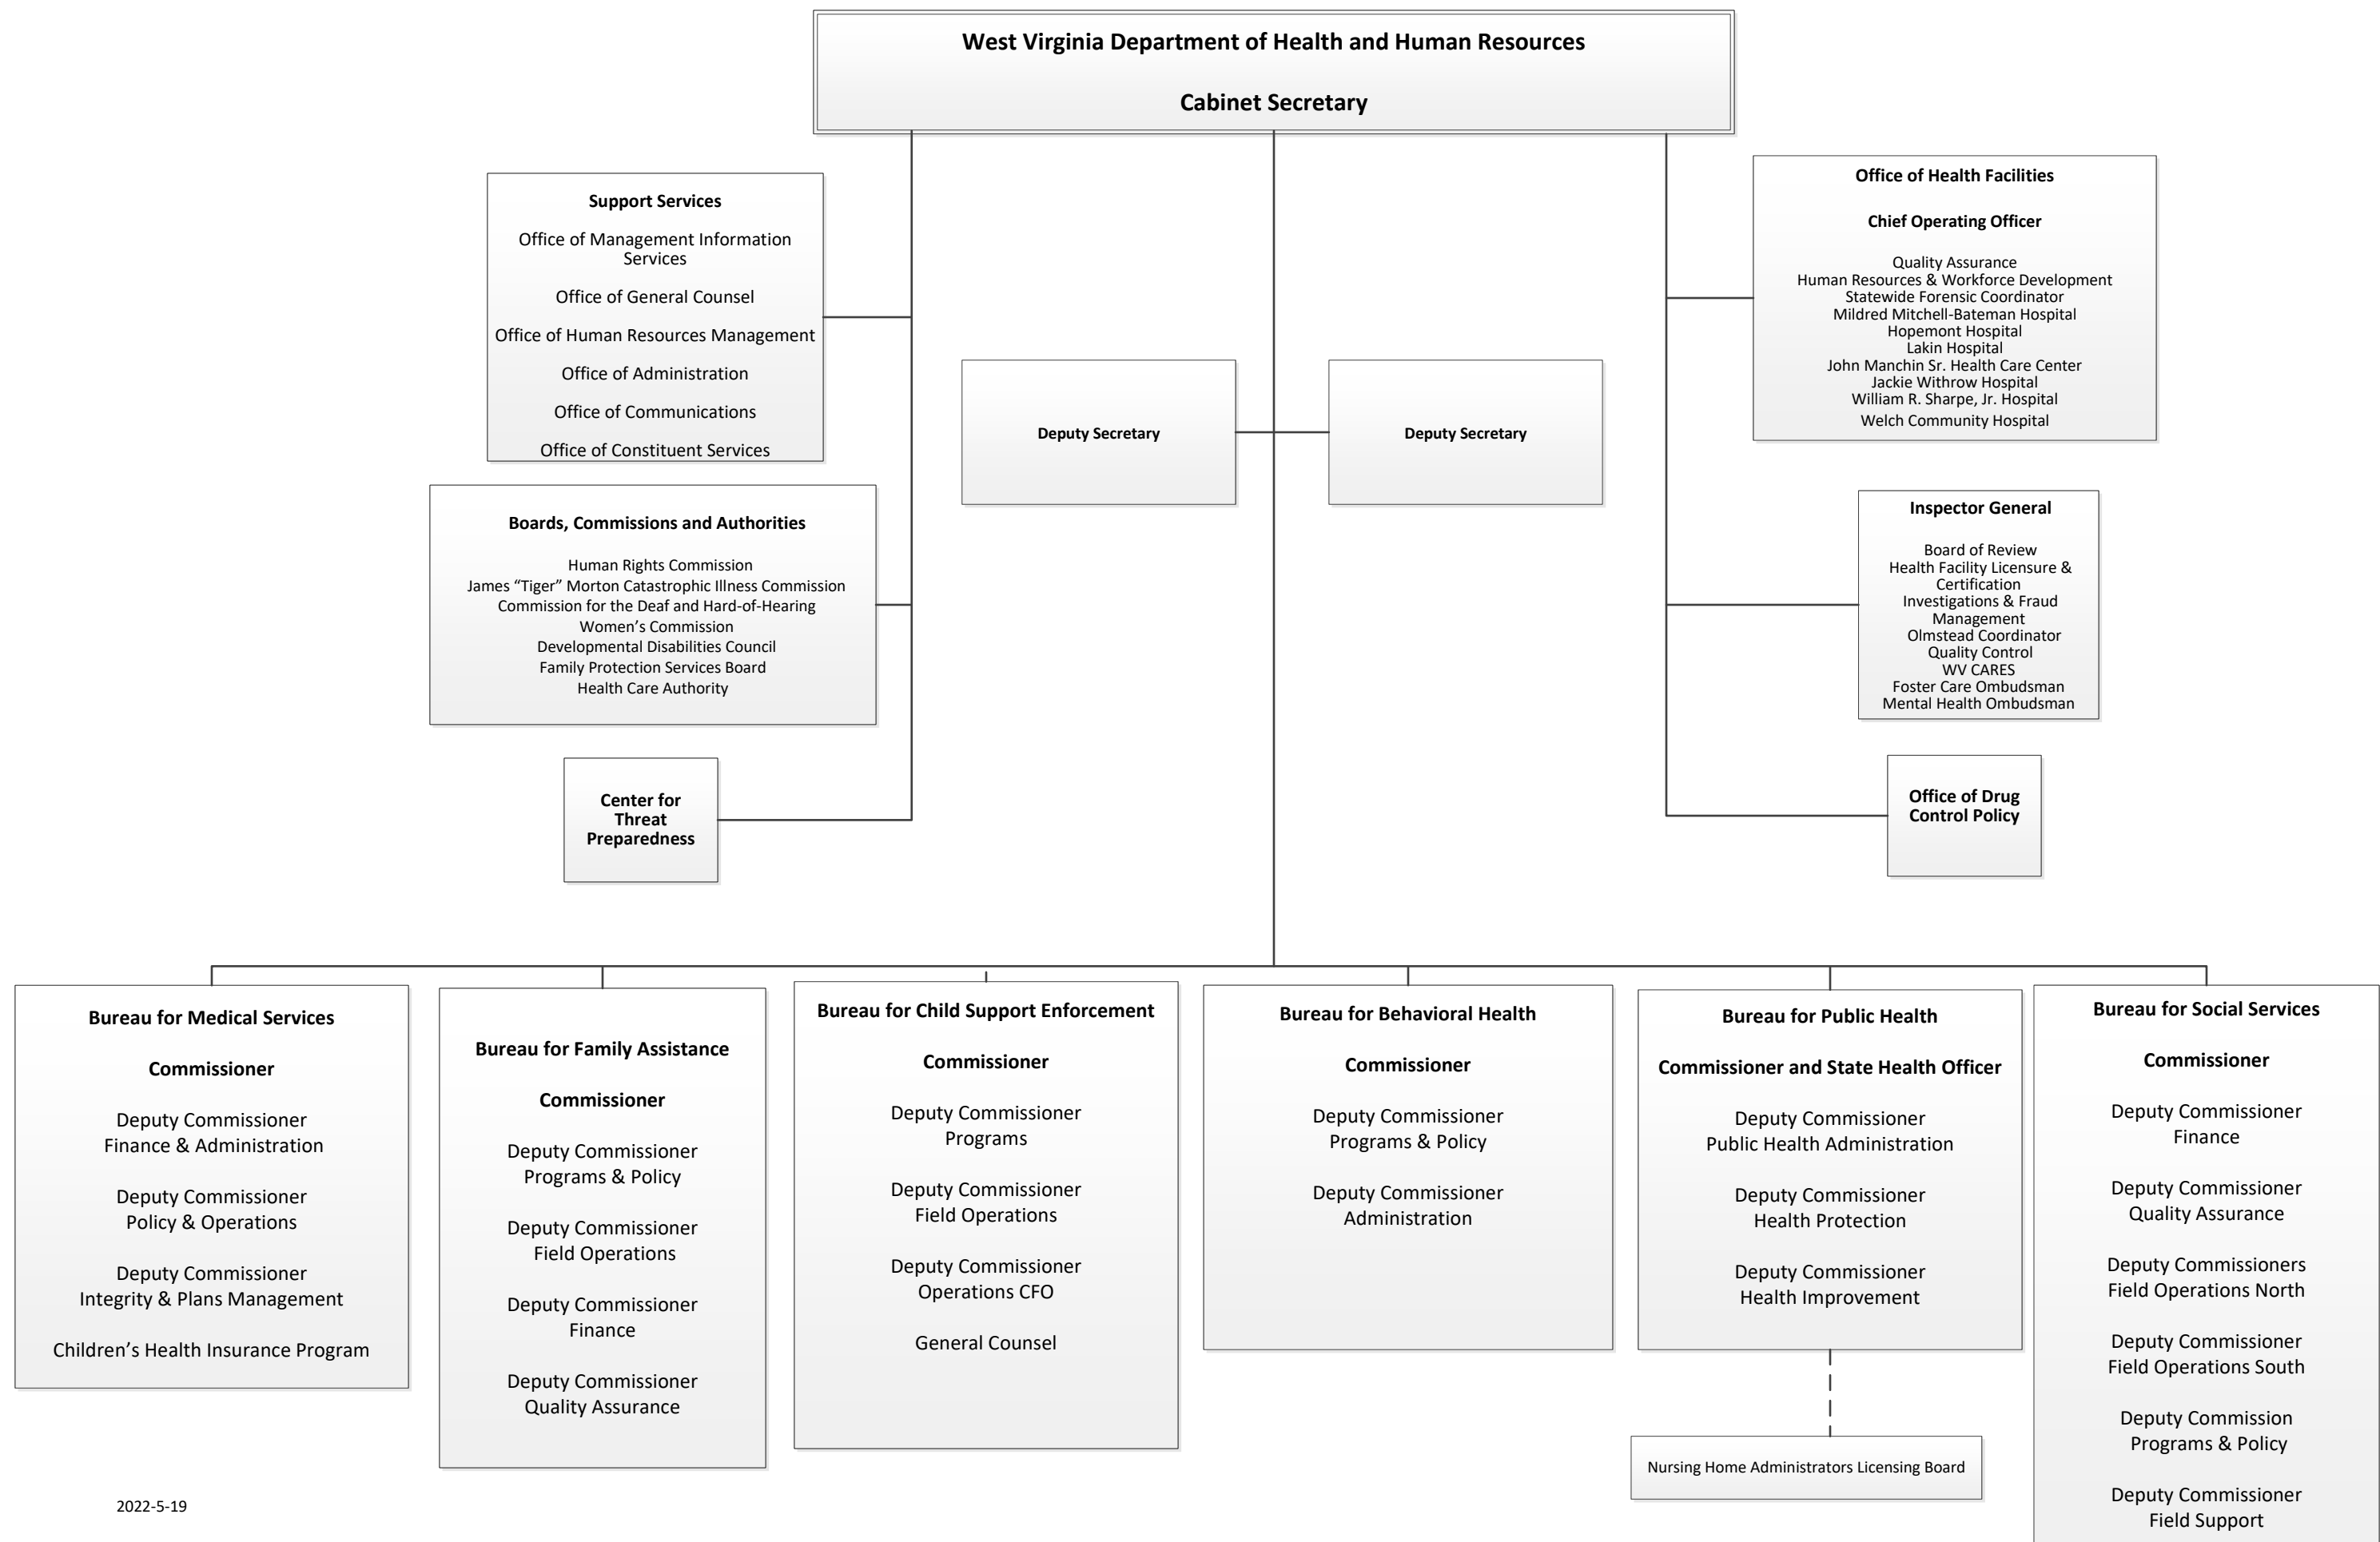 West Virginia Department of Health and Human Resources
Cabinet Secretary
Support Services
Office of Management Information
Services
Office of General Counsel
Office of Human Resources Management
Office of Administration
Office of Communications
Office of Constituent Services
Office of Health Facilities
Chief Operating Officer
Quality Assurance
Human Resources & Workforce Development
Statewide Forensic Coordinator
Mildred Mitchell-Bateman Hospital
Hopemont Hospital
Lakin Hospital
John Manchin Sr. Health Care Center
Jackie Withrow Hospital
William R. Sharpe, Jr. Hospital
Welch Community Hospital
Deputy Secretary
Deputy Secretary
Boards, Commissions and Authorities
Human Rights Commission
James “Tiger” Morton Catastrophic Illness Commission
Commission for the Deaf and Hard-of-Hearing
Women’s Commission
Developmental Disabilities Council
Family Protection Services Board
Health Care Authority
Inspector General
Board of Review
Health Facility Licensure &
Certification
Investigations & Fraud
Management
Olmstead Coordinator
Quality Control
WV CARES
Foster Care Ombudsman
Mental Health Ombudsman
Center for
Threat
Preparedness
Office of Drug
Control Policy
Bureau for Medical Services
Commissioner
Deputy Commissioner
Finance & Administration
Deputy Commissioner
Policy & Operations
Deputy Commissioner
Integrity & Plans Management
Children’s Health Insurance Program
Bureau for Family Assistance
Commissioner
Deputy Commissioner
Programs & Policy
Deputy Commissioner
Field Operations
Deputy Commissioner
Finance
Deputy Commissioner
Quality Assurance
Bureau for Child Support Enforcement
Commissioner
Deputy Commissioner
Programs
Deputy Commissioner
Field Operations
Deputy Commissioner
Operations CFO
General Counsel
Bureau for Behavioral Health
Commissioner
Deputy Commissioner
Programs & Policy
Deputy Commissioner
Administration
Bureau for Public Health
Commissioner and State Health Officer
Deputy Commissioner
Public Health Administration
Deputy Commissioner
Health Protection
Deputy Commissioner
Health Improvement
Nursing Home Administrators Licensing Board
Bureau for Social Services
Commissioner
Deputy Commissioner
Finance
Deputy Commissioner
Quality Assurance
Deputy Commissioners
Field Operations North
Deputy Commissioner
Field Operations South
Deputy Commission
Programs & Policy
Deputy Commissioner
Field Support
2022-5-19